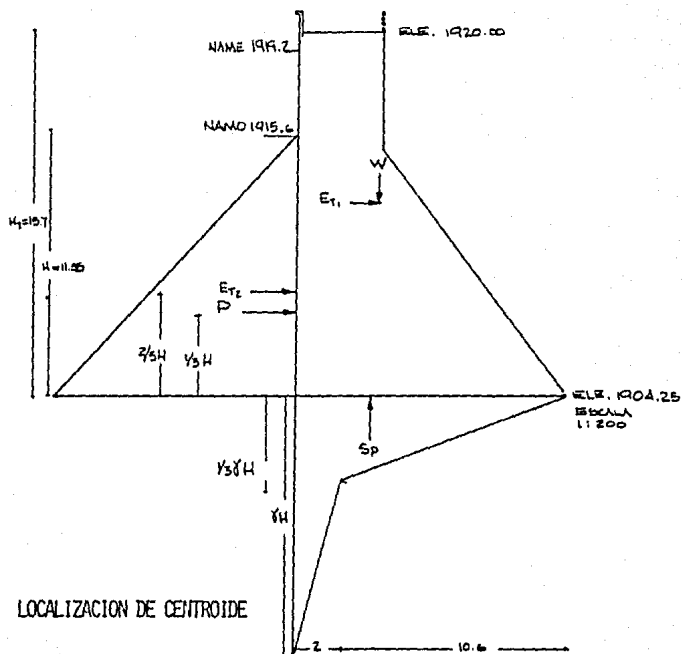 ELE. 1920.00
NAME 1919.2
NAMO 1915.6
W
ET1
H1=15.7
H=11.35
ET2
P
2/5H
1/3H
ELE. 1904.25
ESCALA
1:200
SP
1/3γH
γH
LOCALIZACION DE CENTROIDE
2
10.6